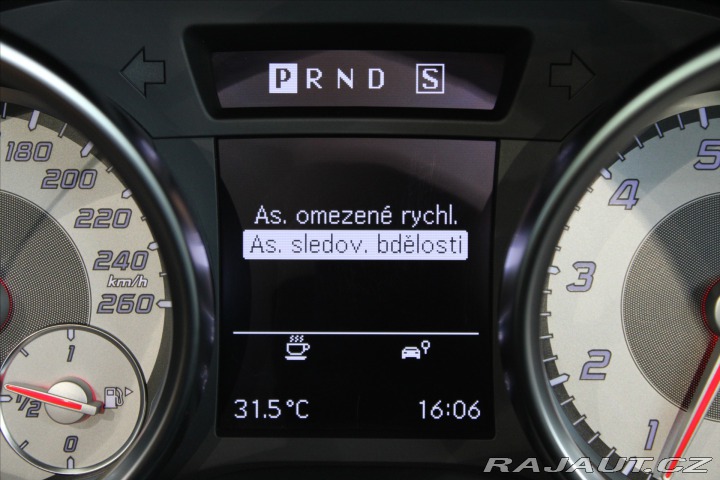 P R N D S
180
200
220
240
km/h
260
As. omezené rychl.
As. sledov. bdělosti
31.5°C
16:06
1
1/2
0
5
4
3
2
1
RAJAUT.CZ